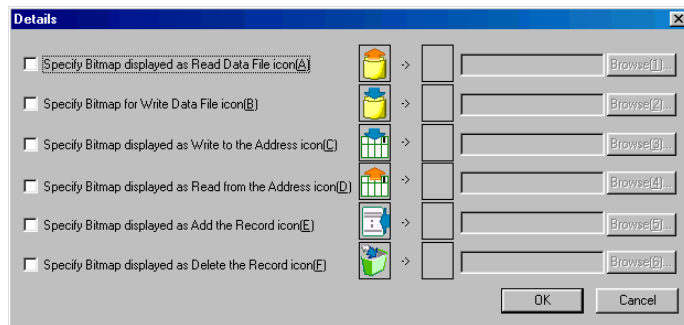 Details
Specify Bitmap displayed as Read Data File icon(A) -> Browse(1)...
Specify Bitmap for Write Data File icon(B) -> Browse(2)...
Specify Bitmap displayed as Write to the Address icon(C) -> Browse(3)...
Specify Bitmap displayed as Read from the Address icon(D) -> Browse(4)...
Specify Bitmap displayed as Add the Record icon(E) -> Browse(5)...
Specify Bitmap displayed as Delete the Record icon(F) -> Browse(6)...
OK Cancel